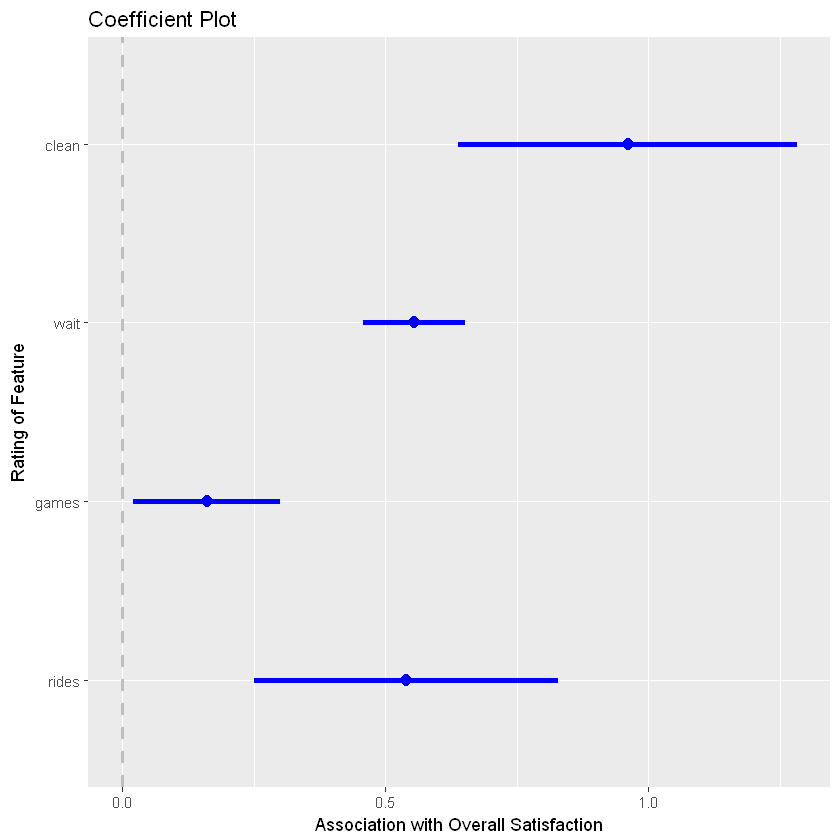 Coefficient Plot
clean
wait
games
rides
Rating of Feature
0.0
0.5
1.0
Association with Overall Satisfaction